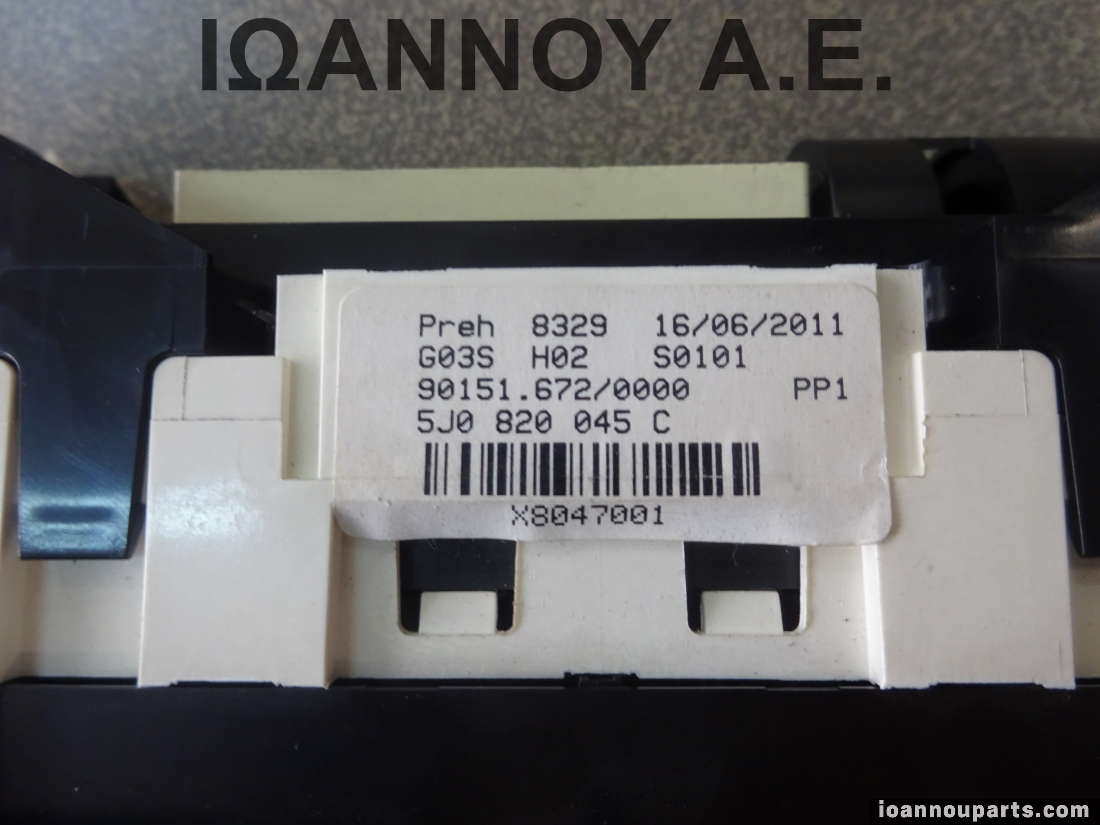 ΙΩΑΝΝΟΥ Α.Ε.
Preh 8329 16/06/2011
G03S H02 S0101
90151.672/0000 PP1
5J0 820 045 C
X8047001
ioannouparts.com